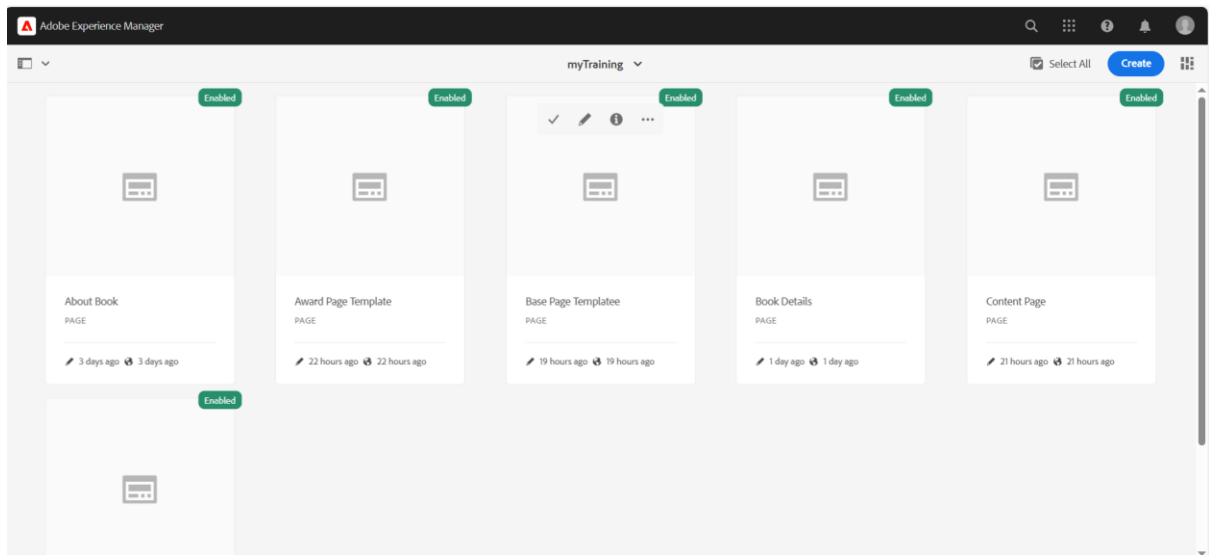 Adobe Experience Manager
myTraining
Select All
Create
Enabled
Enabled
Enabled
Enabled
Enabled
About Book
PAGE
3 days ago 3 days ago
Award Page Template
PAGE
22 hours ago 22 hours ago
Base Page Templatee
PAGE
19 hours ago 19 hours ago
Book Details
PAGE
1 day ago 1 day ago
Content Page
PAGE
21 hours ago 21 hours ago
Enabled